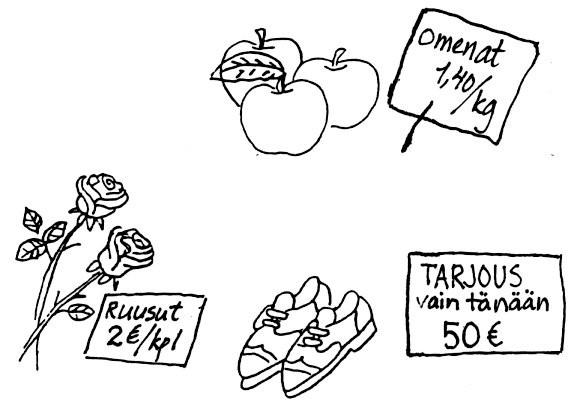 omenat
1,40/kg
Ruusut
2€/kpl
TARJOUS
vain tänään
50 €